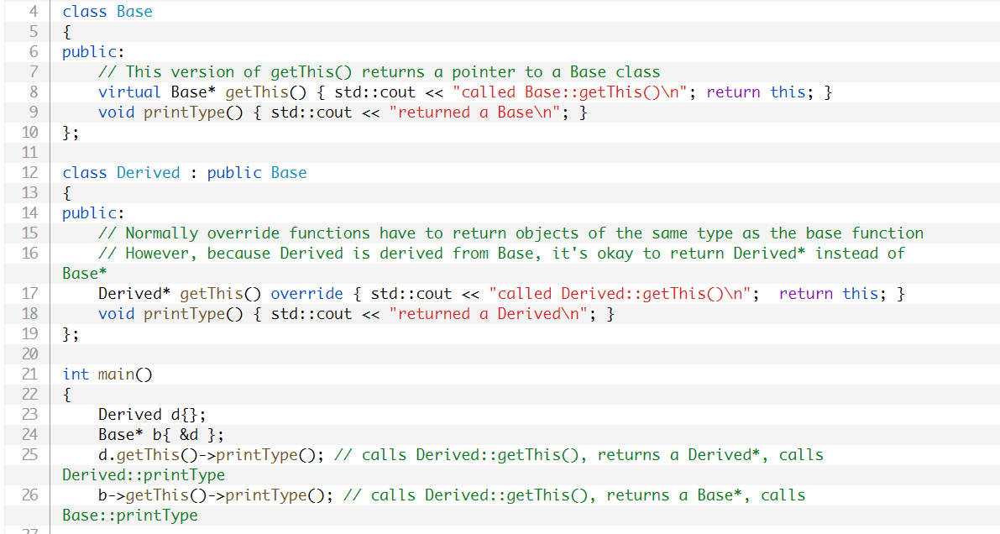 4 class Base
5 {
6 public:
7     // This version of getThis() returns a pointer to a Base class
8     virtual Base* getThis() { std::cout << "called Base::getThis()\n"; return this; }
9     void printType() { std::cout << "returned a Base\n"; }
10 };
11
12 class Derived : public Base
13 {
14 public:
15     // Normally override functions have to return objects of the same type as the base function
16     // However, because Derived is derived from Base, it's okay to return Derived* instead of
Base*
17     Derived* getThis() override { std::cout << "called Derived::getThis()\n";  return this; }
18     void printType() { std::cout << "returned a Derived\n"; }
19 };
20
21 int main()
22 {
23     Derived d{};
24     Base* b{ &d };
25     d.getThis()->printType(); // calls Derived::getThis(), returns a Derived*, calls
Derived::printType
26     b->getThis()->printType(); // calls Derived::getThis(), returns a Base*, calls
Base::printType
27